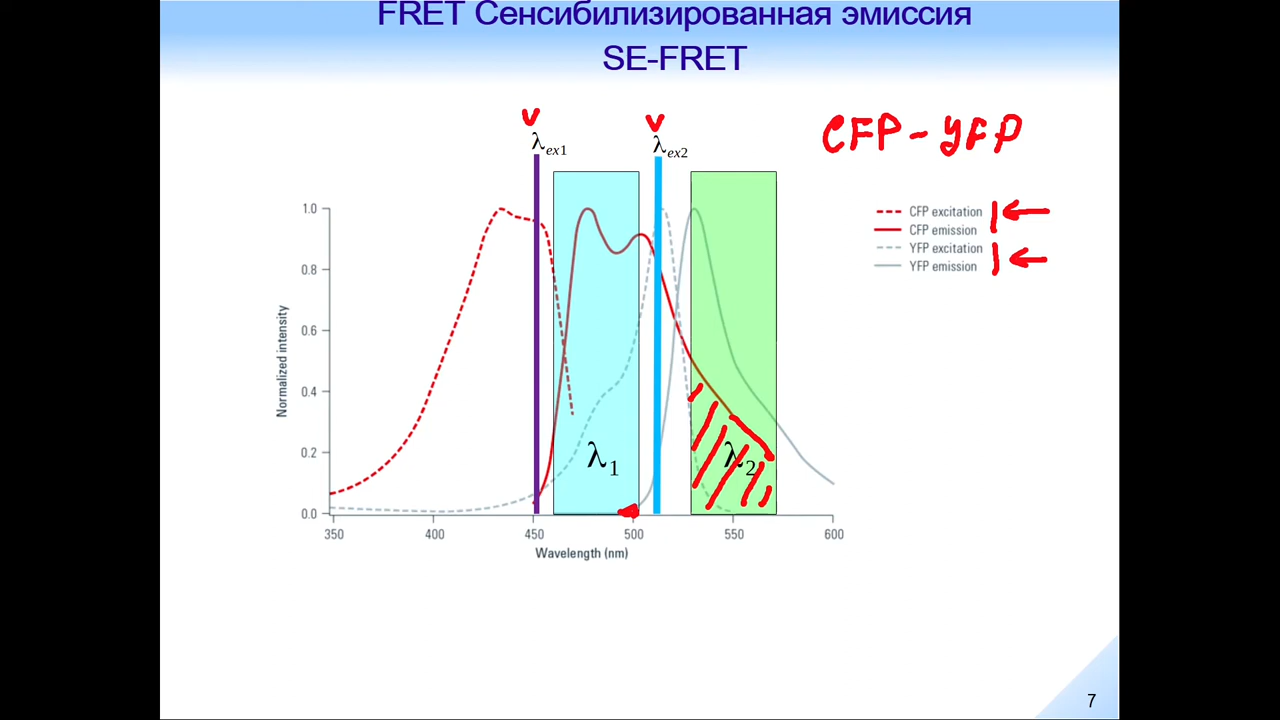 FRET Сенсибилизированная эмиссия
SE-FRET
v
v
λex1
λex2
CFP - YFP
CFP excitation
CFP emission
YFP excitation
YFP emission
1.0
0.8
0.6
0.4
0.2
0.0
Normalized intensity
λ1
λ2
350 400 450 500 550 600
Wavelength (nm)
7